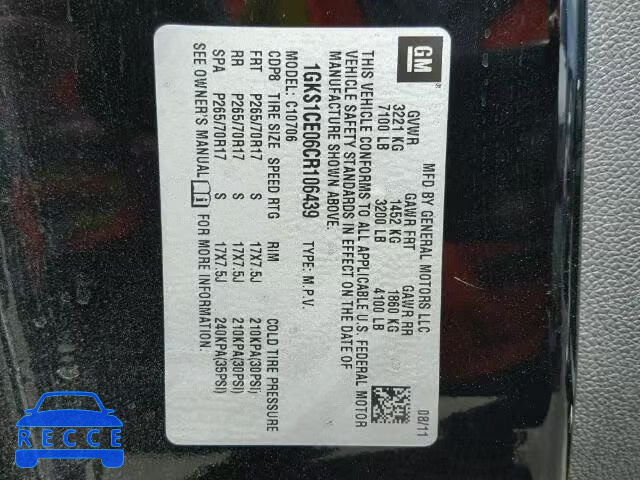 GM
MFD BY GENERAL MOTORS LLC
08/11
GVWR GAWR FRT GAWR RR
3221 KG 1452 KG 1860 KG
7100 LB 3200 LB 4100 LB
THIS VEHICLE CONFORMS TO ALL APPLICABLE U.S. FEDERAL MOTOR
VEHICLE SAFETY STANDARDS IN EFFECT ON THE DATE OF
MANUFACTURE SHOWN ABOVE.
1GKS1CE06CR106439 TYPE: M.P.V.
MODEL: C10706
CDPB TIRE SIZE SPEED RTG RIM COLD TIRE PRESSURE
FRT P265/70R17 S 17X7.5J 210KPA(30PSI)
RR P265/70R17 S 17X7.5J 210KPA(30PSI)
SPA P265/70R17 S 17X7.5J 240KPA(35PSI)
SEE OWNER'S MANUAL FOR MORE INFORMATION.
RECCE